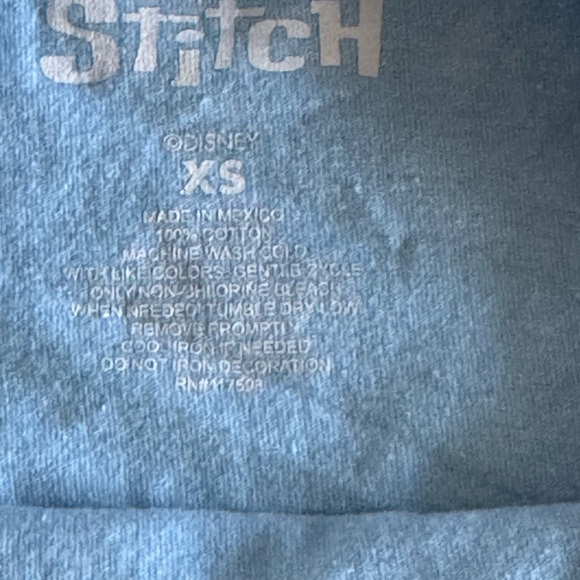 Stitch
©DISNEY
XS
MADE IN MEXICO
100% COTTON
MACHINE WASH COLD
WITH LIKE COLORS GENTLE CYCLE
ONLY NON-CHLORINE BLEACH
WHEN NEEDED TUMBLE DRY LOW
REMOVE PROMPTLY
COOL IRON IF NEEDED
DO NOT IRON DECORATION